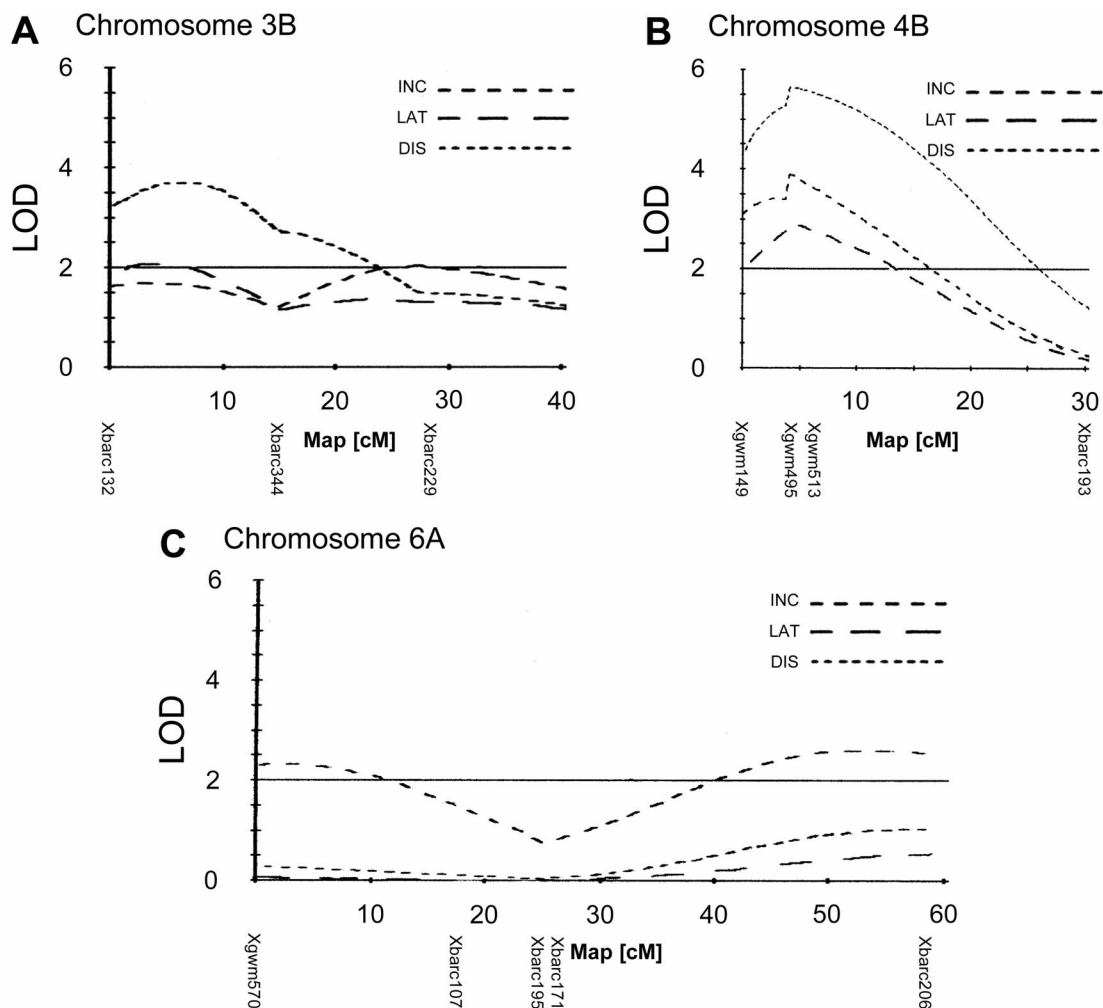 A Chromosome 3B
LOD
6
4
2
0
INC
LAT
DIS
10 20 30 40
Map [cM]
Xbarc132 Xbarc344 Xbarc229
B Chromosome 4B
LOD
6
4
2
0
INC
LAT
DIS
10 20 30
Map [cM]
Xgwm149 Xgwm495 Xgwm513 Xbarc193
C Chromosome 6A
LOD
6
4
2
0
INC
LAT
DIS
10 20 30 40 50 60
Map [cM]
Xgwm570 Xbarc107 Xbarc195 Xbarc171 Xbarc206